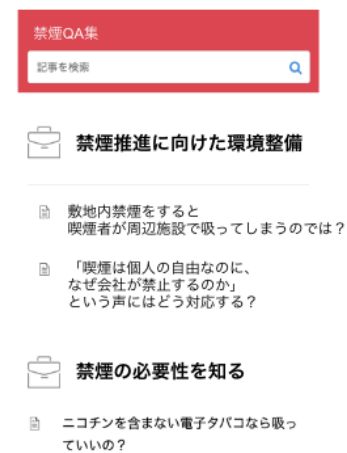 禁煙QA集
記事を検索
禁煙推進に向けた環境整備
敷地内禁煙をすると
喫煙者が周辺施設で吸ってしまうのでは？
「喫煙は個人の自由なのに、
なぜ会社が禁止するのか」
という声にはどう対応する？
禁煙の必要性を知る
ニコチンを含まない電子タバコなら吸っ
ていいの？